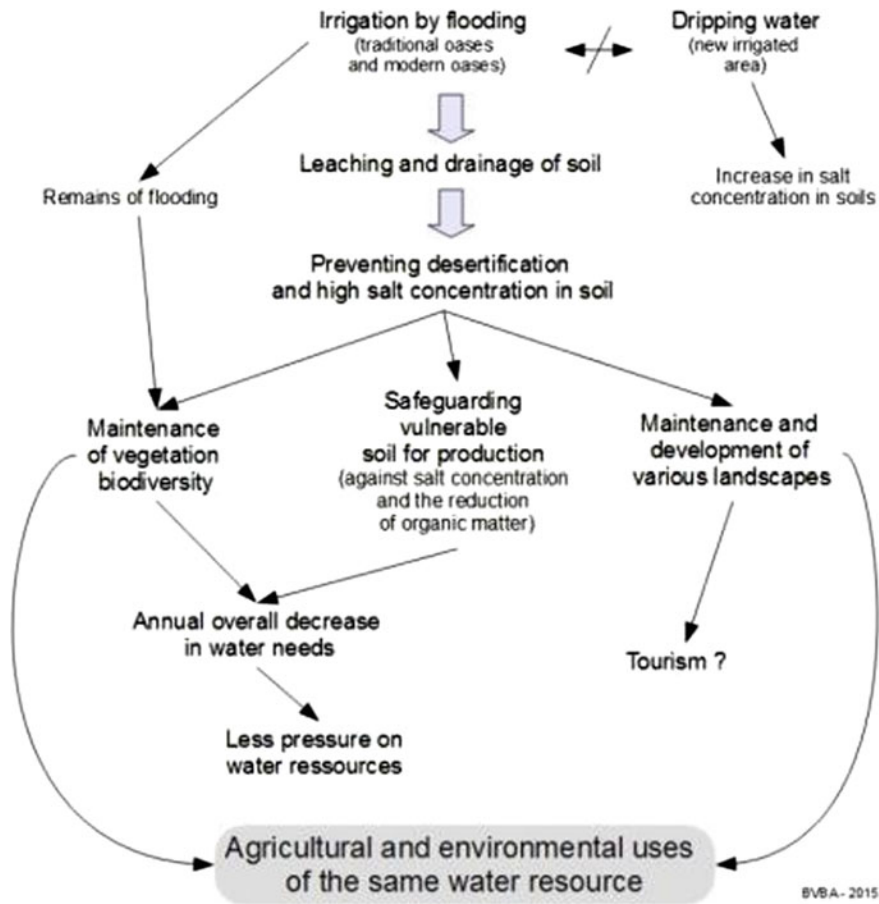 Irrigation by flooding
(traditional oases
and modern oases)
Dripping water
(new irrigated
area)
Leaching and drainage of soil
Remains of flooding
Increase in salt
concentration in soils
Preventing desertification
and high salt concentration in soil
Maintenance
of vegetation
biodiversity
Safeguarding
vulnerable
soil for production
(against salt concentration
and the reduction
of organic matter)
Maintenance and
development of
various landscapes
Annual overall decrease
in water needs
Tourism ?
Less pressure on
water ressources
Agricultural and environmental uses
of the same water resource
BVBA - 2015